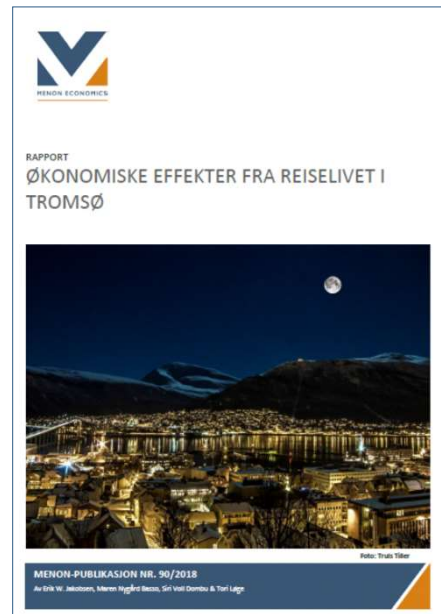 MENON ECONOMICS
RAPPORT
ØKONOMISKE EFFEKTER FRA REISELIVET I
TROMSØ
Foto: Truls Tiller
MENON-PUBLIKASJON NR. 90/2018
Av Erik W. Jakobsen, Maren Nygård Basso, Siri Voll Dombu & Tori Løge